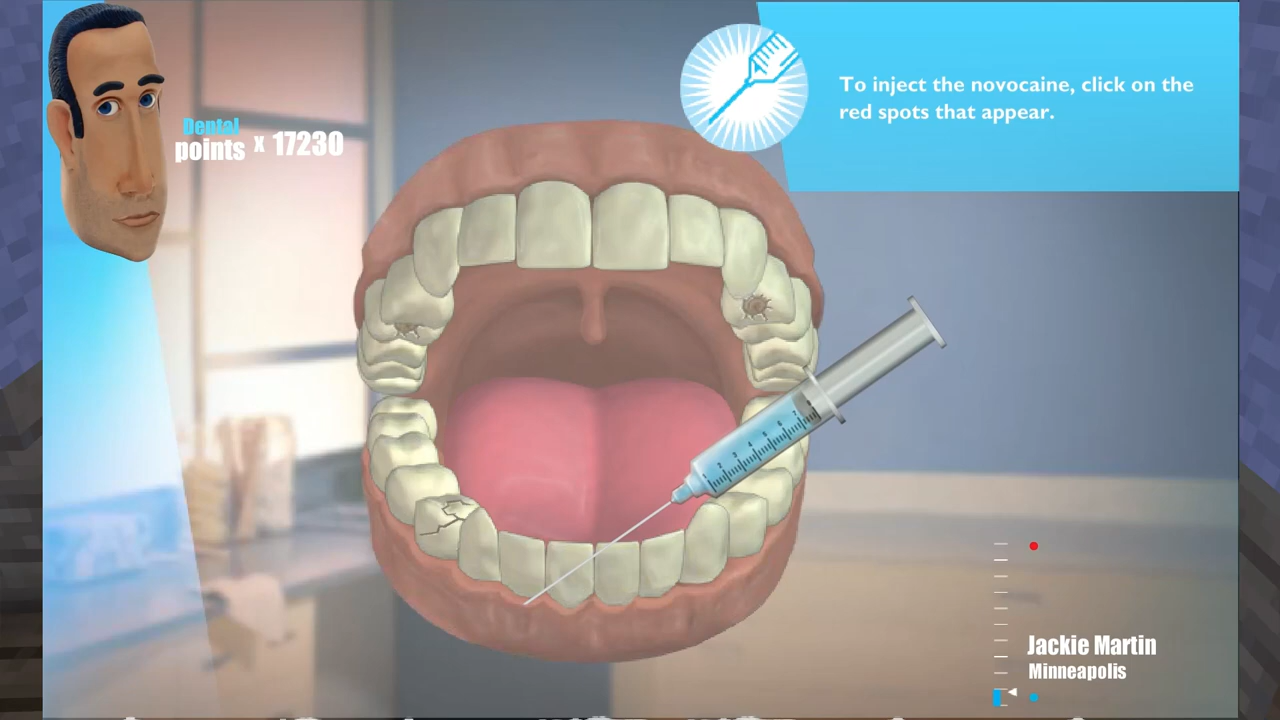 To inject the novocaine, click on the
red spots that appear.
Dental
points x 17230
Jackie Martin
Minneapolis